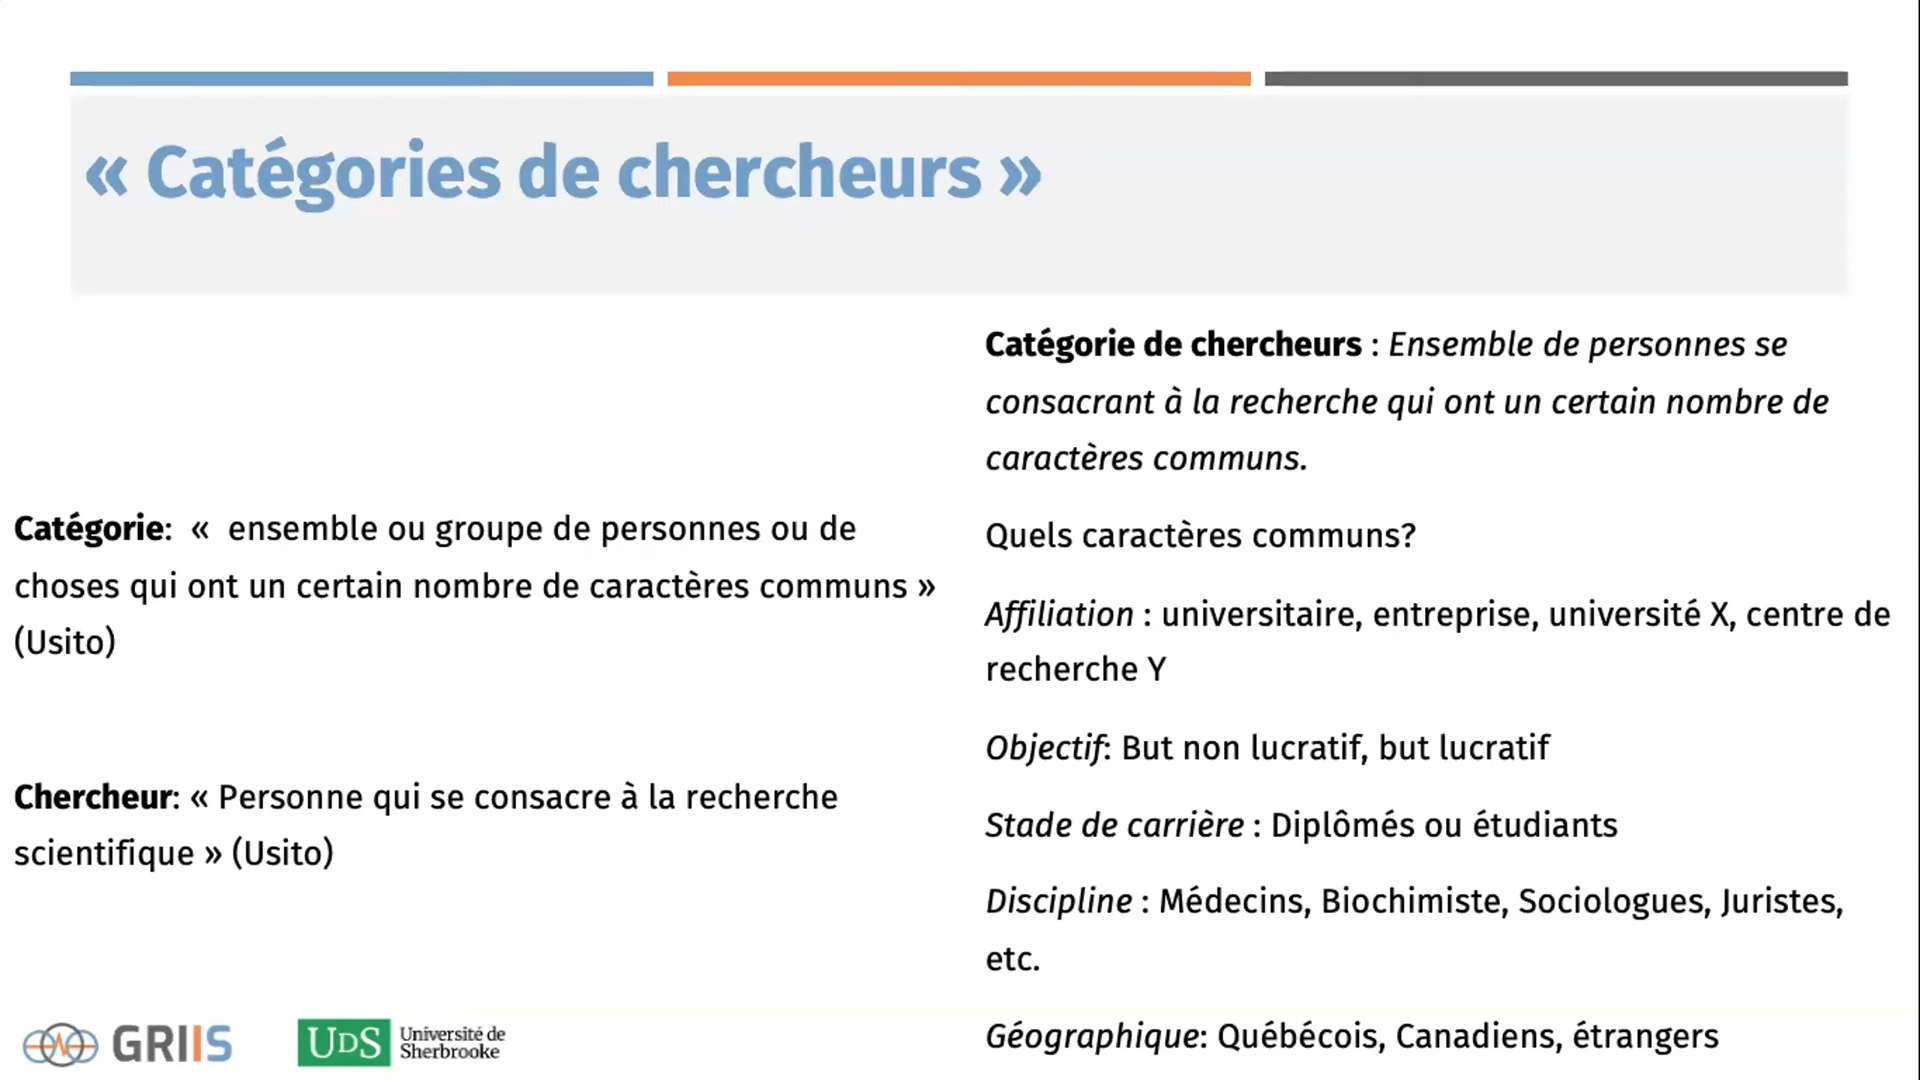 « Catégories de chercheurs »
Catégorie:  «  ensemble ou groupe de personnes ou de
choses qui ont un certain nombre de caractères communs »
(Usito)
Chercheur: « Personne qui se consacre à la recherche
scientifique » (Usito)
Catégorie de chercheurs : Ensemble de personnes se
consacrant à la recherche qui ont un certain nombre de
caractères communs.
Quels caractères communs?
Affiliation : universitaire, entreprise, université X, centre de
recherche Y
Objectif: But non lucratif, but lucratif
Stade de carrière : Diplômés ou étudiants
Discipline : Médecins, Biochimiste, Sociologues, Juristes,
etc.
Géographique: Québécois, Canadiens, étrangers
GRIIS
UDS
Université de
Sherbrooke